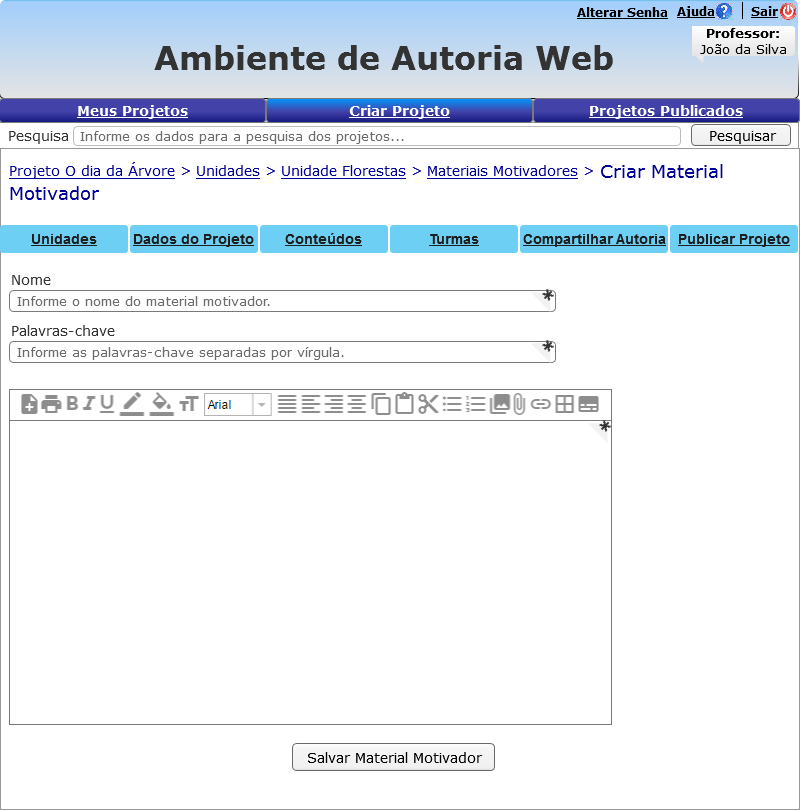 Alterar Senha Ajuda Sair
Professor:
João da Silva
Ambiente de Autoria Web
Meus Projetos Criar Projeto Projetos Publicados
Pesquisa Informe os dados para a pesquisa dos projetos... Pesquisar
Projeto O dia da Árvore > Unidades > Unidade Florestas > Materiais Motivadores > Criar Material
Motivador
Unidades Dados do Projeto Conteúdos Turmas Compartilhar Autoria Publicar Projeto
Nome
Informe o nome do material motivador. *
Palavras-chave
Informe as palavras-chave separadas por vírgula. *
B I U Arial
*
Salvar Material Motivador